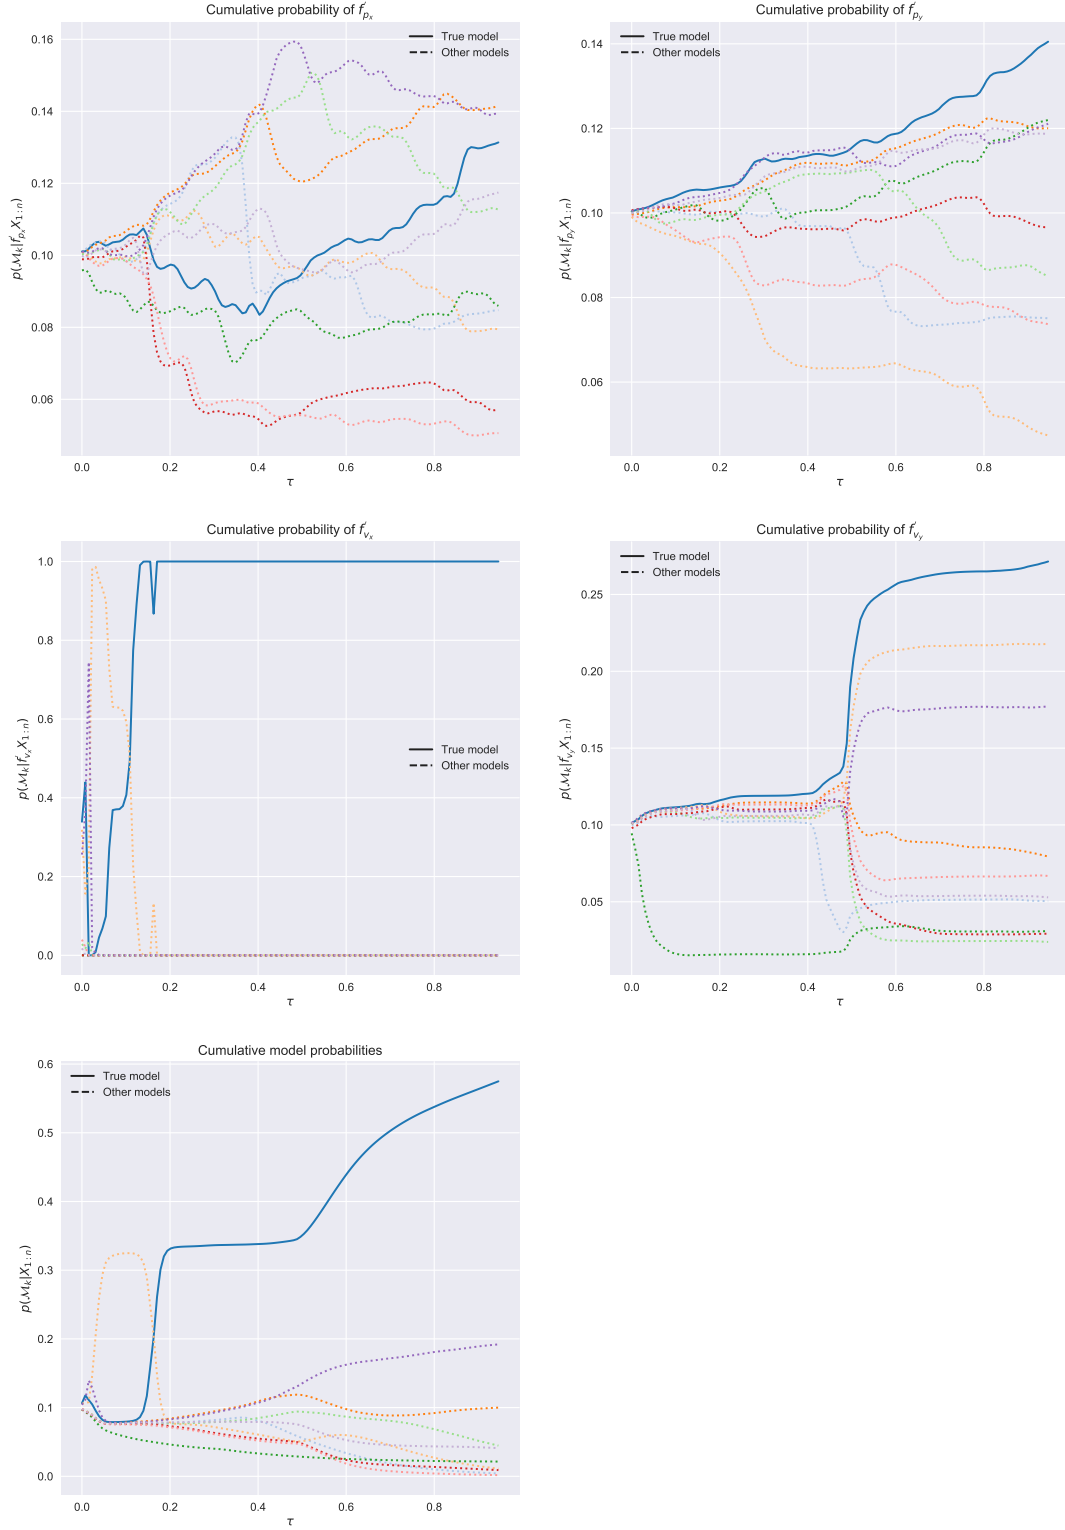 Cumulative probability of f′_{p_x}
True model
Other models
0.16
0.14
0.12
0.10
0.08
0.06
p(ℳ_k|f′_{p_x}X_{1:n})
0.0 0.2 0.4 0.6 0.8
τ
Cumulative probability of f′_{p_y}
True model
Other models
0.14
0.12
0.10
0.08
0.06
p(ℳ_k|f′_{p_y}X_{1:n})
0.0 0.2 0.4 0.6 0.8
τ
Cumulative probability of f′_{v_x}
True model
Other models
1.0
0.8
0.6
0.4
0.2
0.0
p(ℳ_k|f′_{v_x}X_{1:n})
0.0 0.2 0.4 0.6 0.8
τ
Cumulative probability of f′_{v_y}
True model
Other models
0.25
0.20
0.15
0.10
0.05
p(ℳ_k|f′_{v_y}X_{1:n})
0.0 0.2 0.4 0.6 0.8
τ
Cumulative model probabilities
True model
Other models
0.6
0.5
0.4
0.3
0.2
0.1
0.0
p(ℳ_k|X_{1:n})
0.0 0.2 0.4 0.6 0.8
τ